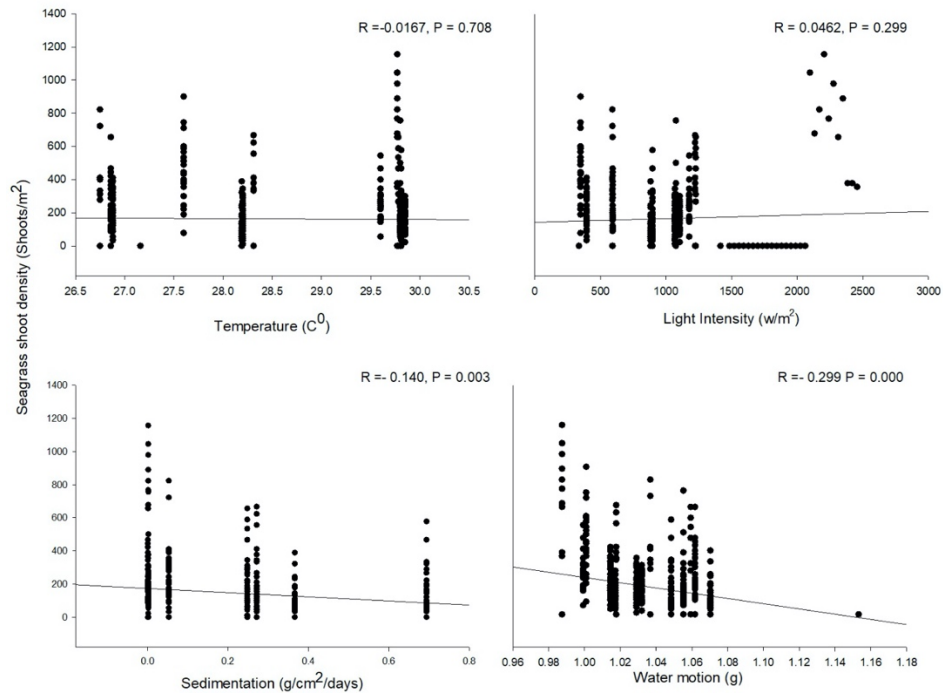 R =-0.0167, P = 0.708
1400
1200
1000
800
600
400
200
0
26.5 27.0 27.5 28.0 28.5 29.0 29.5 30.0 30.5
Temperature (C⁰)
R = 0.0462, P = 0.299
0 500 1000 1500 2000 2500 3000
Light Intensity (w/m²)
Seagrass shoot density (Shoots/m²)
R =- 0.140, P = 0.003
1400
1200
1000
800
600
400
200
0
0.0 0.2 0.4 0.6 0.8
Sedimentation (g/cm²/days)
R =- 0.299 P = 0.000
0.96 0.98 1.00 1.02 1.04 1.06 1.08 1.10 1.12 1.14 1.16 1.18
Water motion (g)